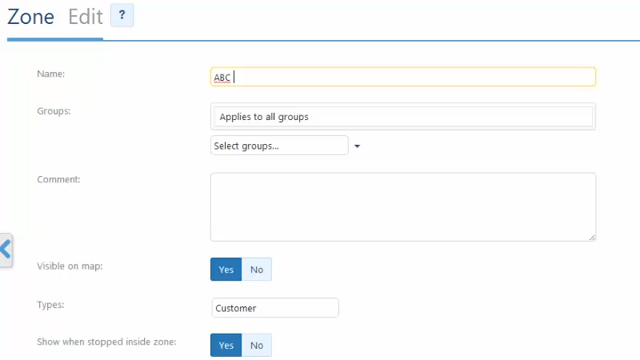 Zone Edit ?
Name: ABC
Groups: Applies to all groups
Select groups...
Comment:
Visible on map: Yes No
Types: Customer
Show when stopped inside zone: Yes No